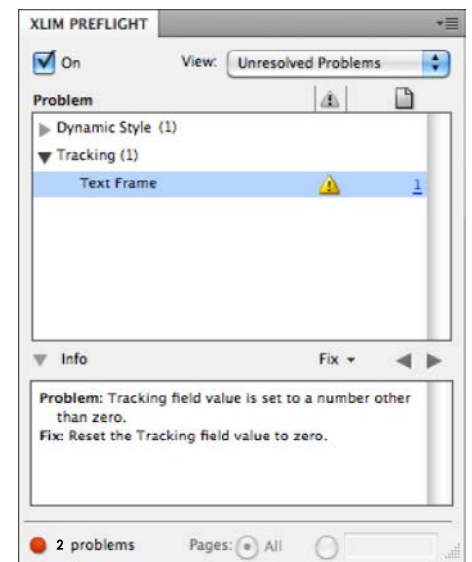 XLIM PREFLIGHT
On View: Unresolved Problems
Problem
Dynamic Style (1)
Tracking (1)
Text Frame 1
Info Fix
Problem: Tracking field value is set to a number other
than zero.
Fix: Reset the Tracking field value to zero.
2 problems Pages: All